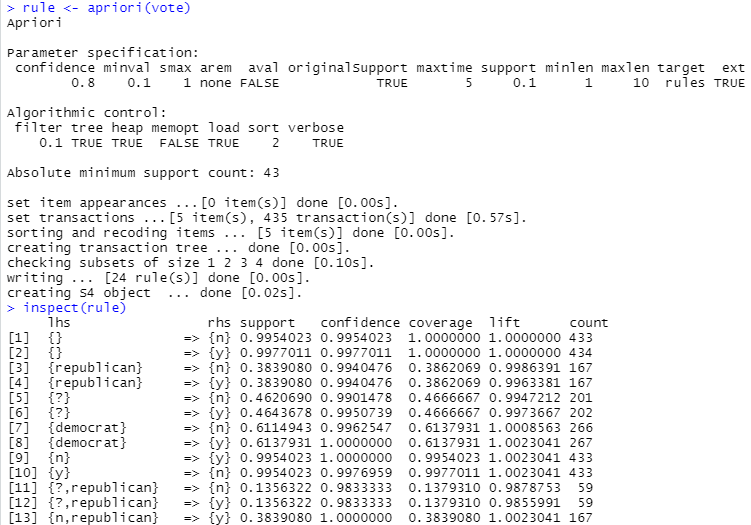 > rule <- apriori(vote)
Apriori
Parameter specification:
confidence minval smax arem aval originalSupport maxtime support minlen maxlen target ext
0.8 0.1 1 none FALSE TRUE 5 0.1 1 10 rules TRUE
Algorithmic control:
filter tree heap memopt load sort verbose
0.1 TRUE TRUE FALSE TRUE 2 TRUE
Absolute minimum support count: 43
set item appearances ...[0 item(s)] done [0.00s].
set transactions ...[5 item(s), 435 transaction(s)] done [0.57s].
sorting and recoding items ... [5 item(s)] done [0.00s].
creating transaction tree ... done [0.00s].
checking subsets of size 1 2 3 4 done [0.10s].
writing ... [24 rule(s)] done [0.00s].
creating S4 object ... done [0.02s].
> inspect(rule)
lhs rhs support confidence coverage lift count
[1] {} => {n} 0.9954023 0.9954023 1.0000000 1.0000000 433
[2] {} => {y} 0.9977011 0.9977011 1.0000000 1.0000000 434
[3] {republican} => {n} 0.3839080 0.9940476 0.3862069 0.9986391 167
[4] {republican} => {y} 0.3839080 0.9940476 0.3862069 0.9963381 167
[5] {?} => {n} 0.4620690 0.9901478 0.4666667 0.9947212 201
[6] {?} => {y} 0.4643678 0.9950739 0.4666667 0.9973667 202
[7] {democrat} => {n} 0.6114943 0.9962547 0.6137931 1.0008563 266
[8] {democrat} => {y} 0.6137931 1.0000000 0.6137931 1.0023041 267
[9] {n} => {y} 0.9954023 1.0000000 0.9954023 1.0023041 433
[10] {y} => {n} 0.9954023 0.9976959 0.9977011 1.0023041 433
[11] {?,republican} => {n} 0.1356322 0.9833333 0.1379310 0.9878753 59
[12] {?,republican} => {y} 0.1356322 0.9833333 0.1379310 0.9855991 59
[13] {n,republican} => {y} 0.3839080 1.0000000 0.3839080 1.0023041 167